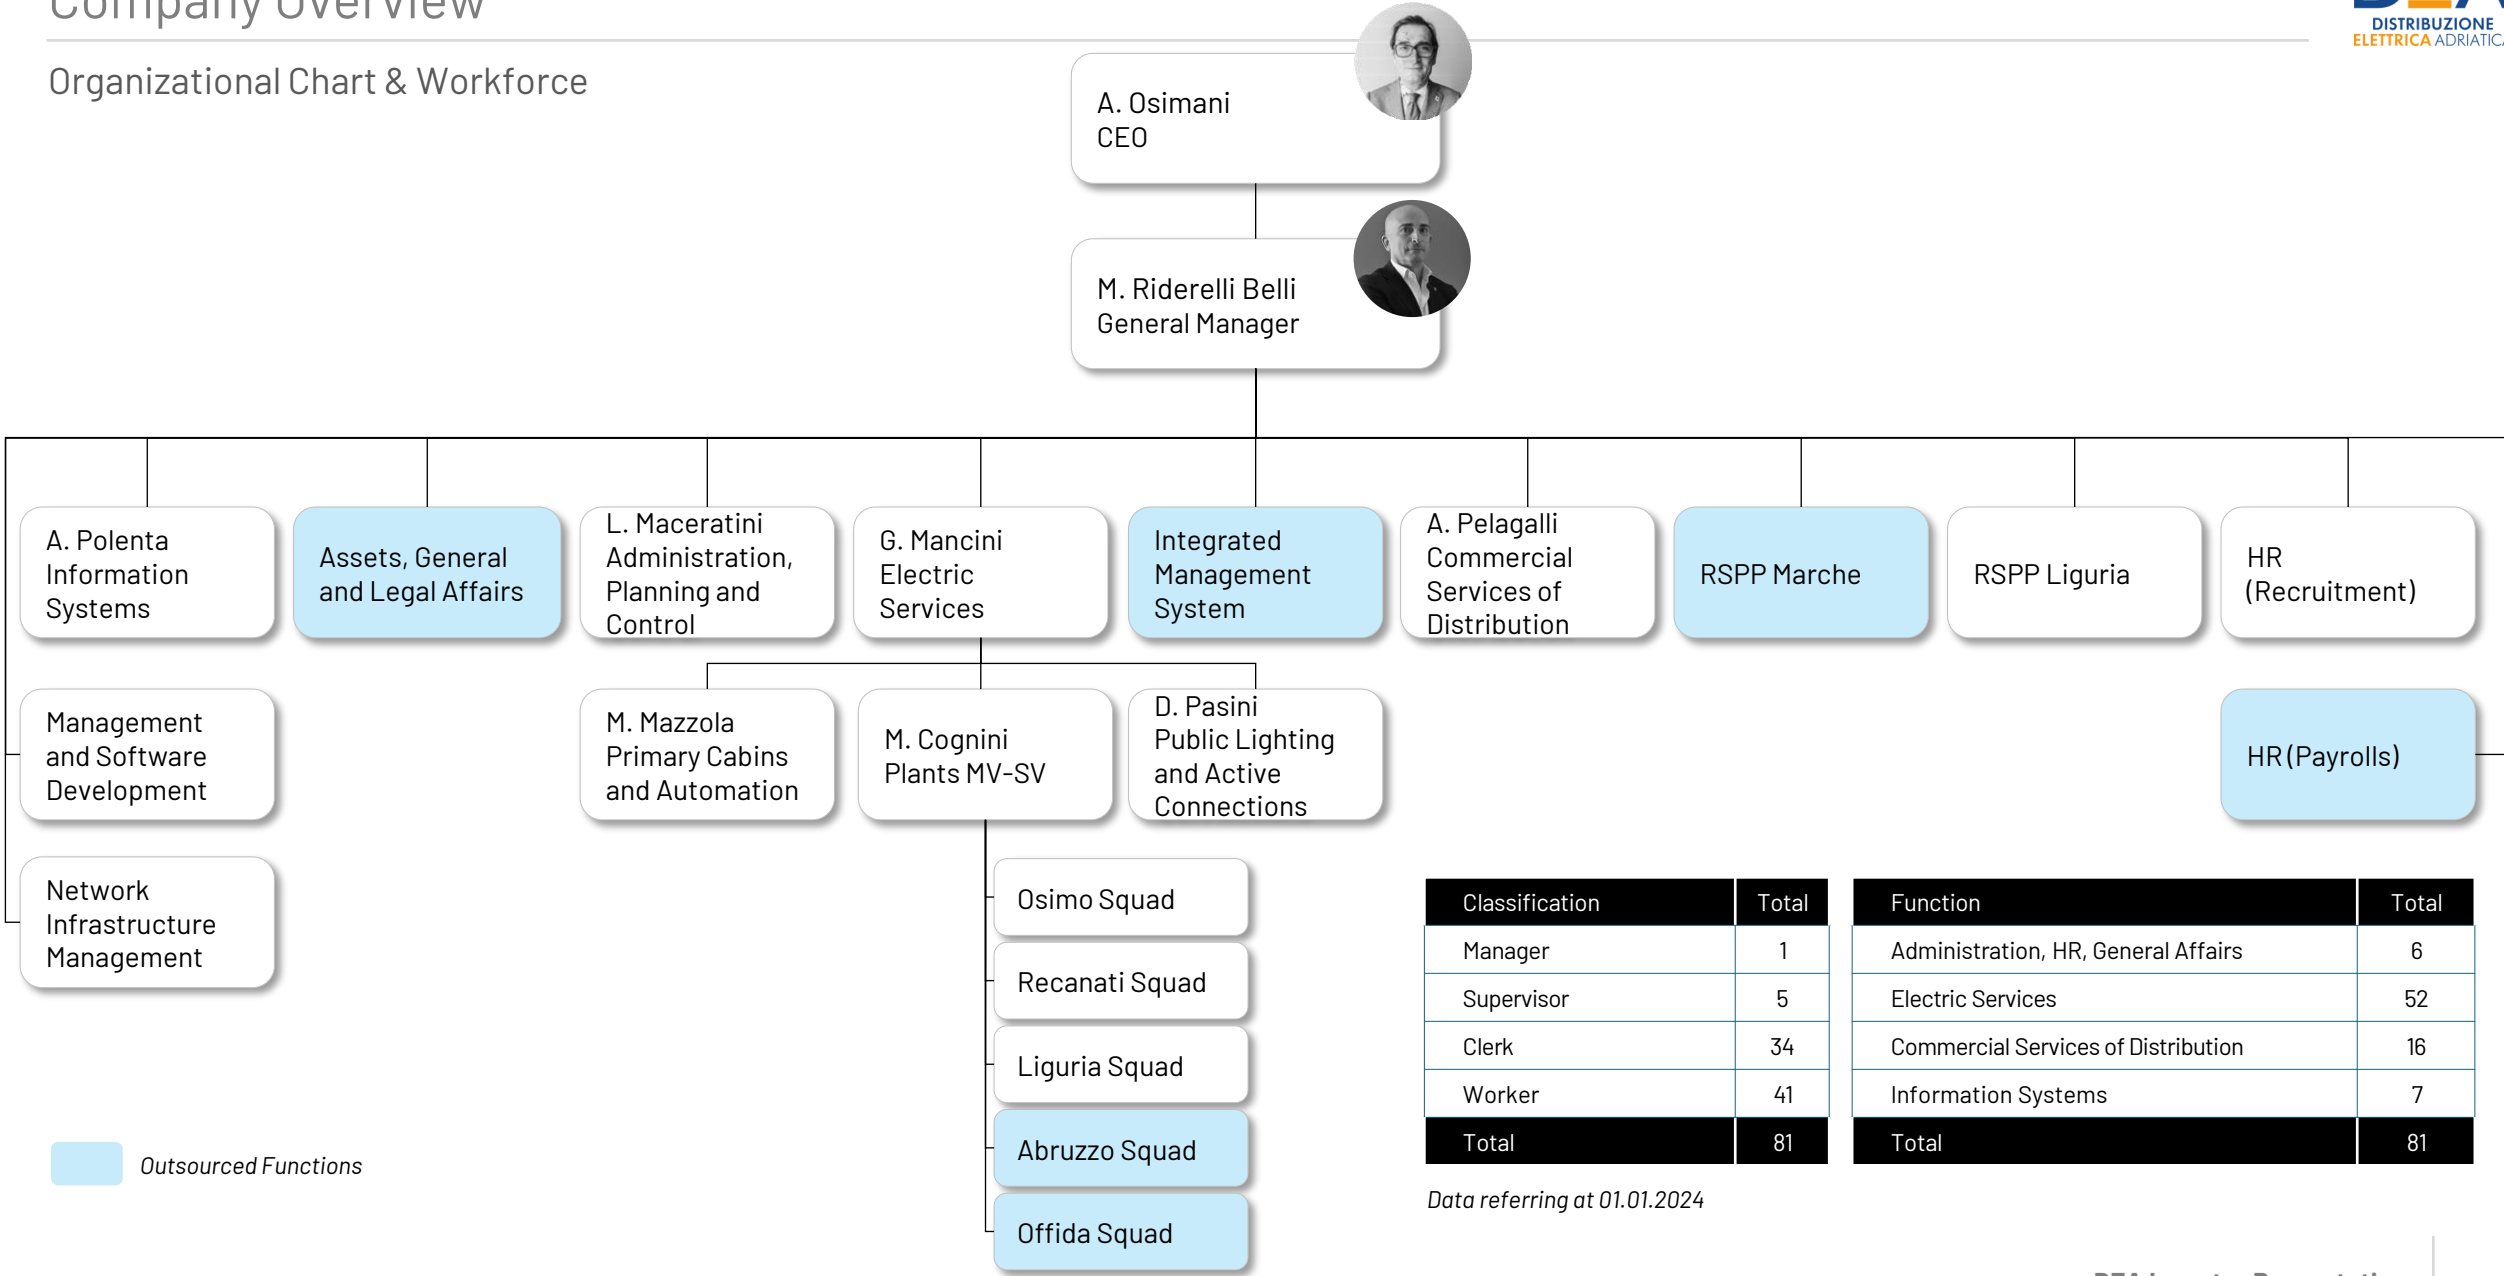 Company Overview
DISTRIBUZIONE
ELETTRICA ADRIATICA
Organizational Chart & Workforce
A. Osimani
CEO
M. Riderelli Belli
General Manager
A. Polenta
Information
Systems
Assets, General
and Legal Affairs
L. Maceratini
Administration,
Planning and
Control
G. Mancini
Electric
Services
Integrated
Management
System
A. Pelagalli
Commercial
Services of
Distribution
RSPP Marche
RSPP Liguria
HR
(Recruitment)
Management
and Software
Development
M. Mazzola
Primary Cabins
and Automation
M. Cognini
Plants MV-SV
D. Pasini
Public Lighting
and Active
Connections
HR (Payrolls)
Network
Infrastructure
Management
Osimo Squad
Recanati Squad
Liguria Squad
Abruzzo Squad
Offida Squad
Classification Total
Manager 1
Supervisor 5
Clerk 34
Worker 41
Total 81
Function Total
Administration, HR, General Affairs 6
Electric Services 52
Commercial Services of Distribution 16
Information Systems 7
Total 81
Data referring at 01.01.2024
Outsourced Functions